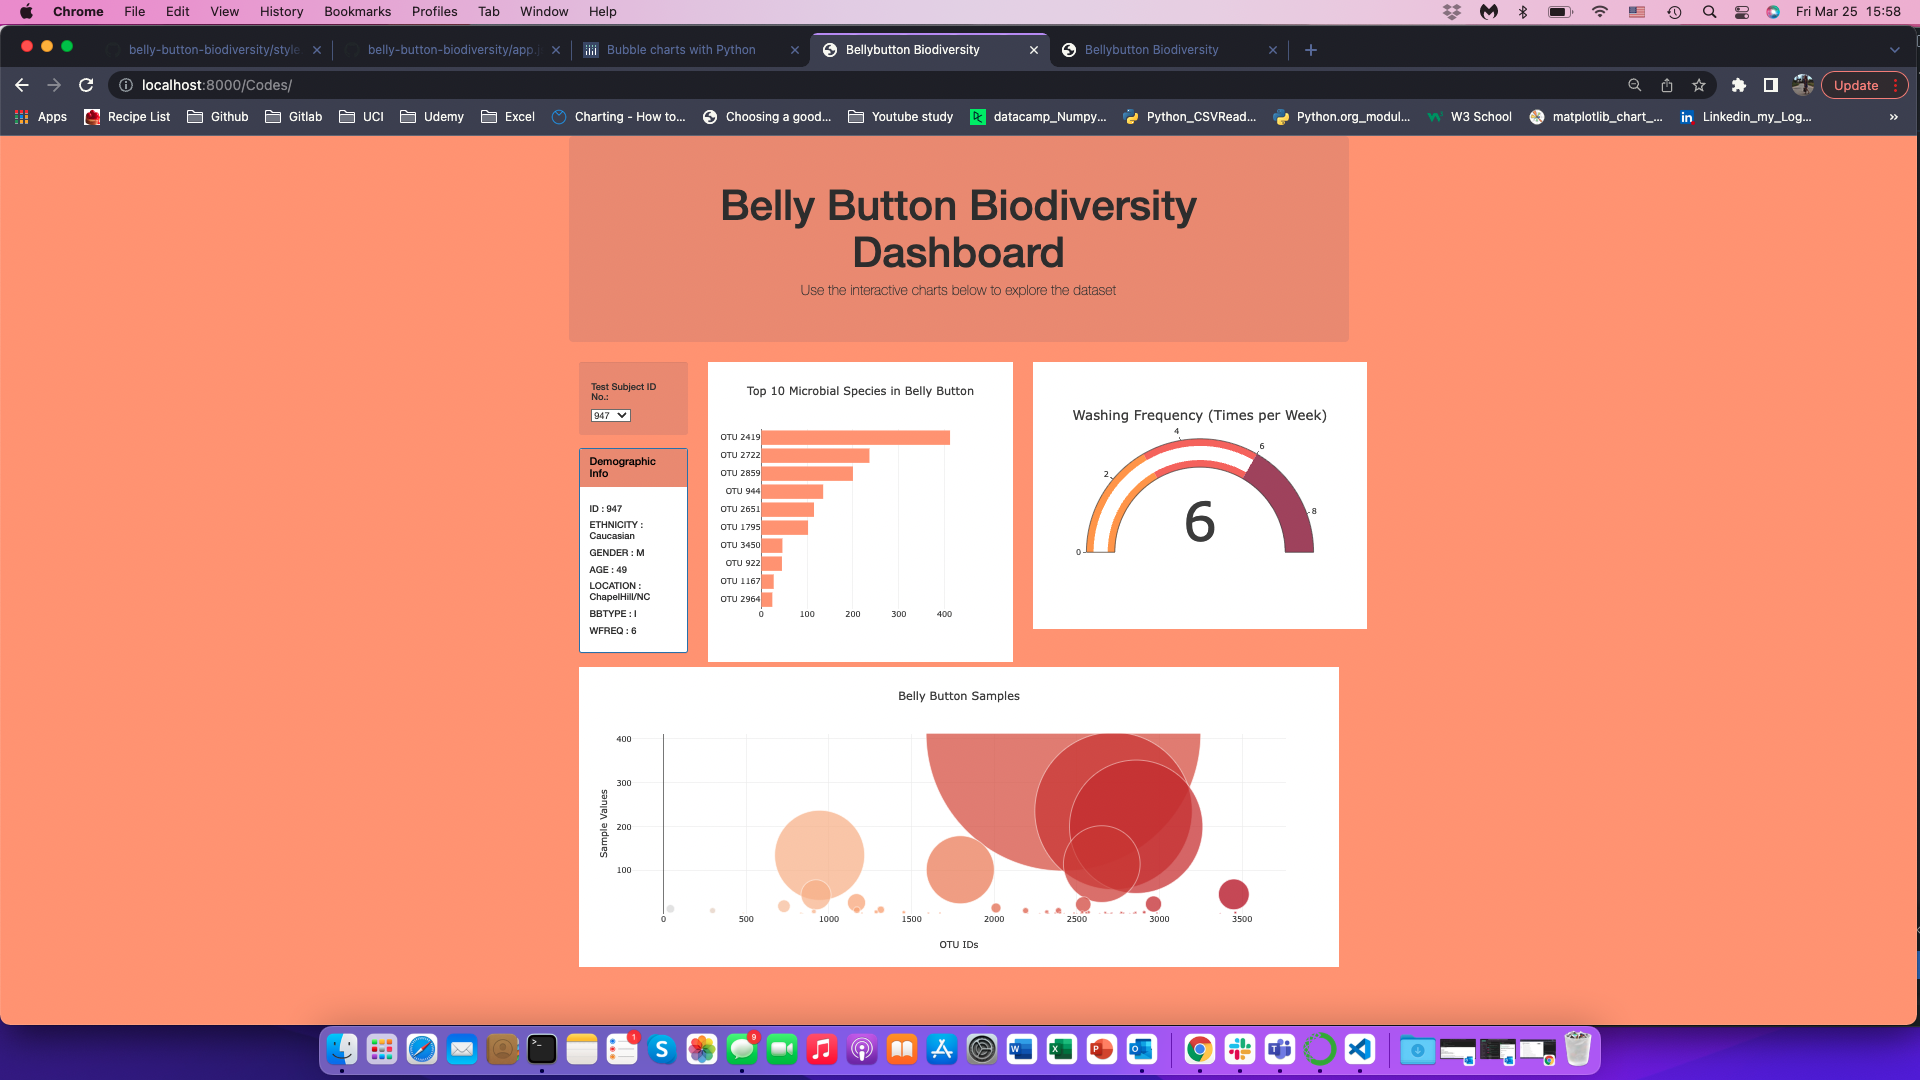 Chrome File Edit View History Bookmarks Profiles Tab Window Help Fri Mar 25 15:58
belly-button-biodiversity/style belly-button-biodiversity/app.j Bubble charts with Python Bellybutton Biodiversity Bellybutton Biodiversity
localhost:8000/Codes/ Update
Apps Recipe List Github Gitlab UCI Udemy Excel Charting - How to... Choosing a good... Youtube study datacamp_Numpy... Python_CSVRead... Python.org_modul... W3 School matplotlib_chart_... Linkedin_my_Log... »
Belly Button Biodiversity
Dashboard
Use the interactive charts below to explore the dataset
Test Subject ID
No.:
947
Demographic
Info
ID : 947
ETHNICITY :
Caucasian
GENDER : M
AGE : 49
LOCATION :
ChapelHill/NC
BBTYPE : I
WFREQ : 6
Top 10 Microbial Species in Belly Button
OTU 2419
OTU 2722
OTU 2859
OTU 944
OTU 2651
OTU 1795
OTU 3450
OTU 922
OTU 1167
OTU 2964
0 100 200 300 400
Washing Frequency (Times per Week)
0 2 4 6 8
6
Belly Button Samples
Sample Values
400
300
200
100
0 500 1000 1500 2000 2500 3000 3500
OTU IDs
1 9